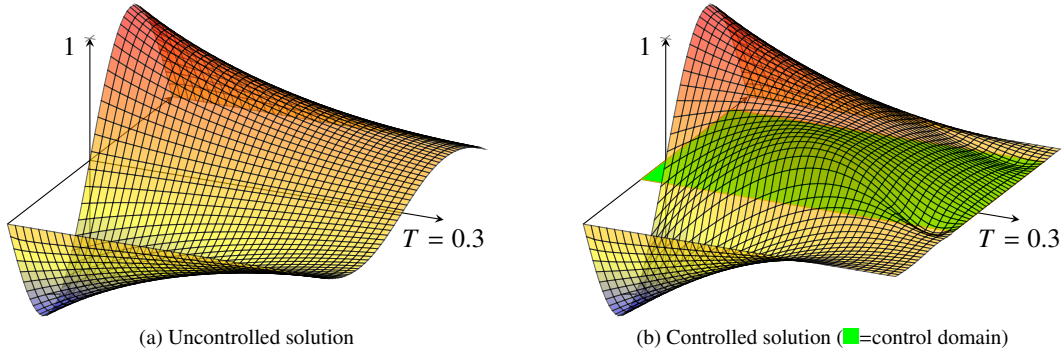 1
T = 0.3
(a) Uncontrolled solution
1
T = 0.3
(b) Controlled solution (=control domain)